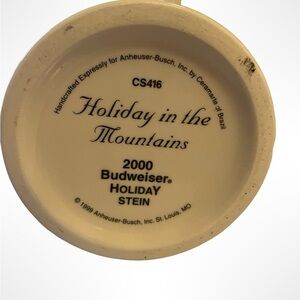 Handcrafted Expressly for Anheuser-Busch, Inc. by Ceramarte of Brazil
CS416
Holiday in the
Mountains
2000
Budweiser®
HOLIDAY
STEIN
© 1999 Anheuser-Busch, Inc. St. Louis, MO